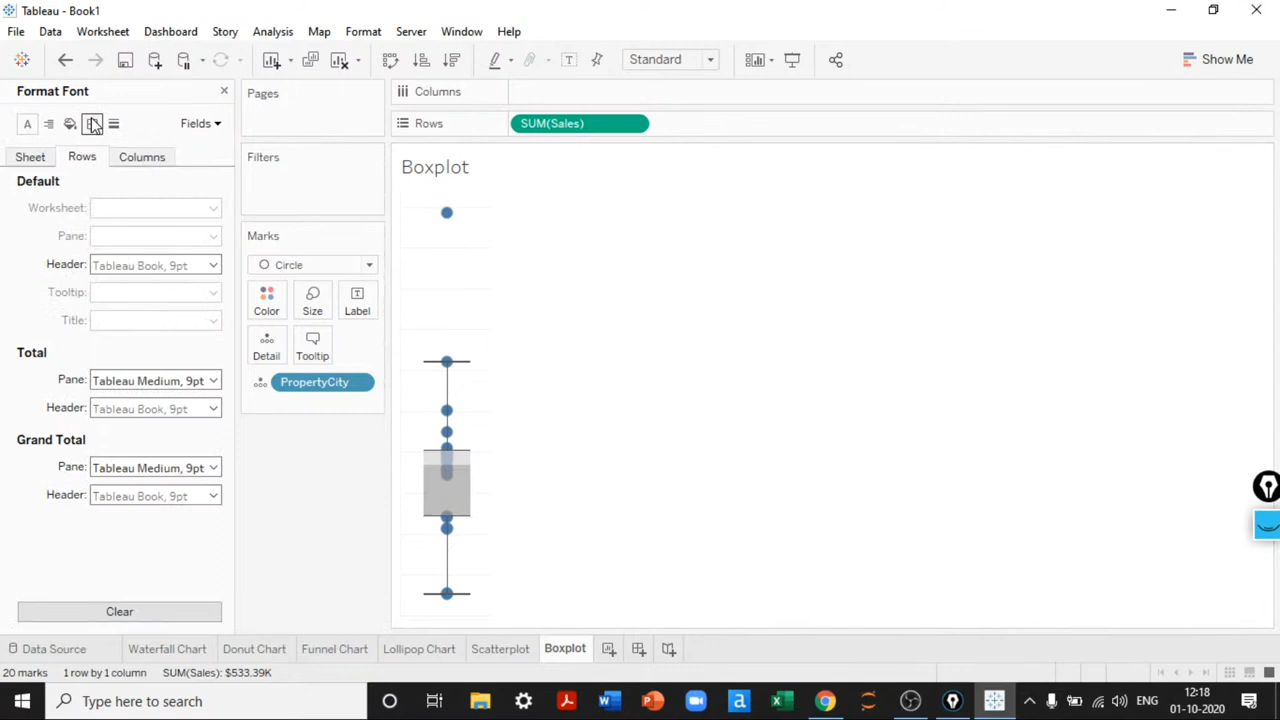 Tableau - Book1
File Data Worksheet Dashboard Story Analysis Map Format Server Window Help
Standard
Show Me
Format Font
Fields
Sheet Rows Columns
Default
Worksheet:
Pane:
Header: Tableau Book, 9pt
Tooltip:
Title:
Total
Pane: Tableau Medium, 9pt
Header: Tableau Book, 9pt
Grand Total
Pane: Tableau Medium, 9pt
Header: Tableau Book, 9pt
Clear
Pages
Filters
Marks
Circle
Color Size Label
Detail Tooltip
PropertyCity
Columns
Rows SUM(Sales)
Boxplot
Data Source Waterfall Chart Donut Chart Funnel Chart Lollipop Chart Scatterplot Boxplot
20 marks 1 row by 1 column SUM(Sales): $533.39K
Type here to search
ENG
12:18
01-10-2020